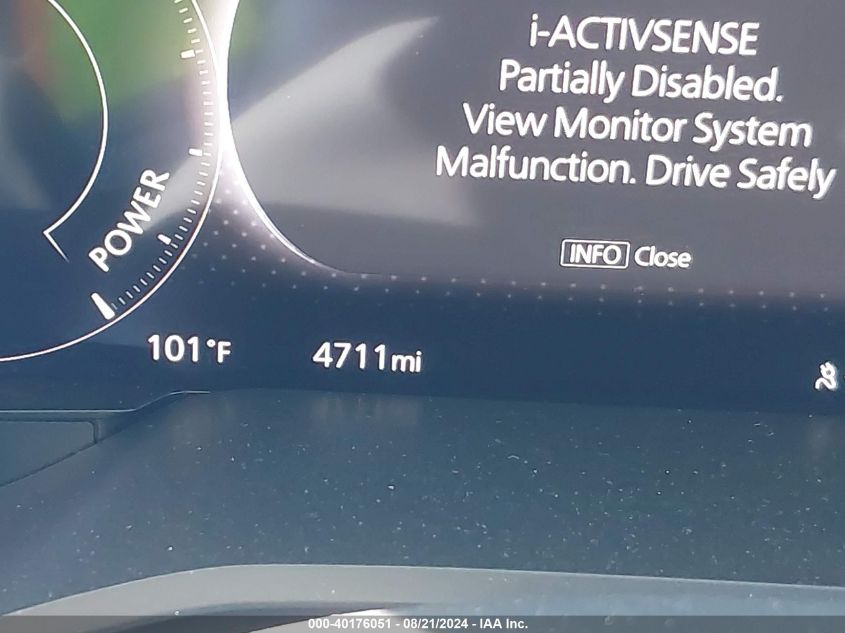 i-ACTIVSENSE
Partially Disabled.
View Monitor System
Malfunction. Drive Safely
INFO Close
POWER
101°F 4711mi
000-40176051 - 08/21/2024 - IAA Inc.